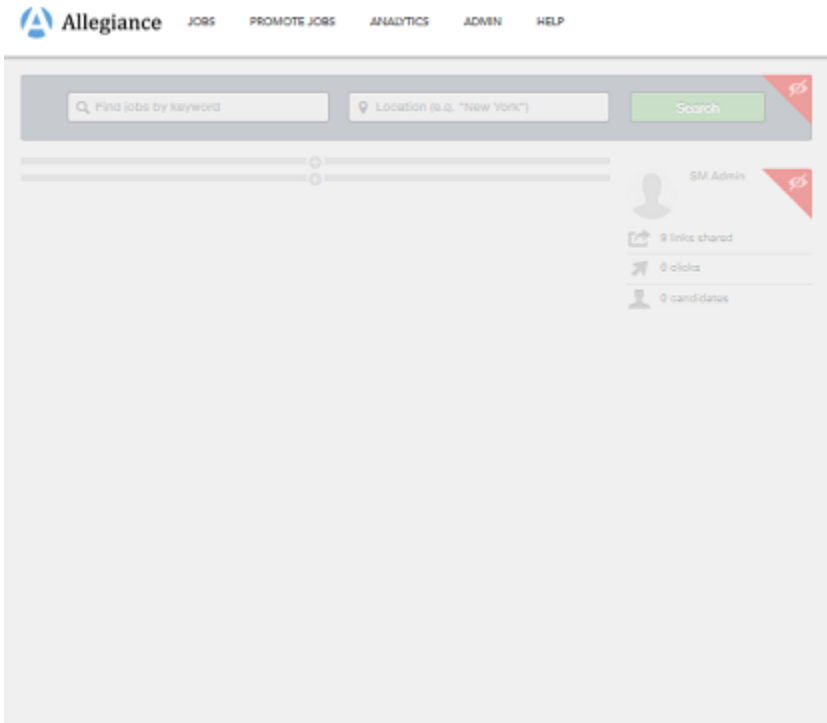 Allegiance JOBS PROMOTE JOBS ANALYTICS ADMIN HELP
Find jobs by keyword Location (e.g. "New York") Search
SM Admin
9 links shared
0 clicks
0 candidates